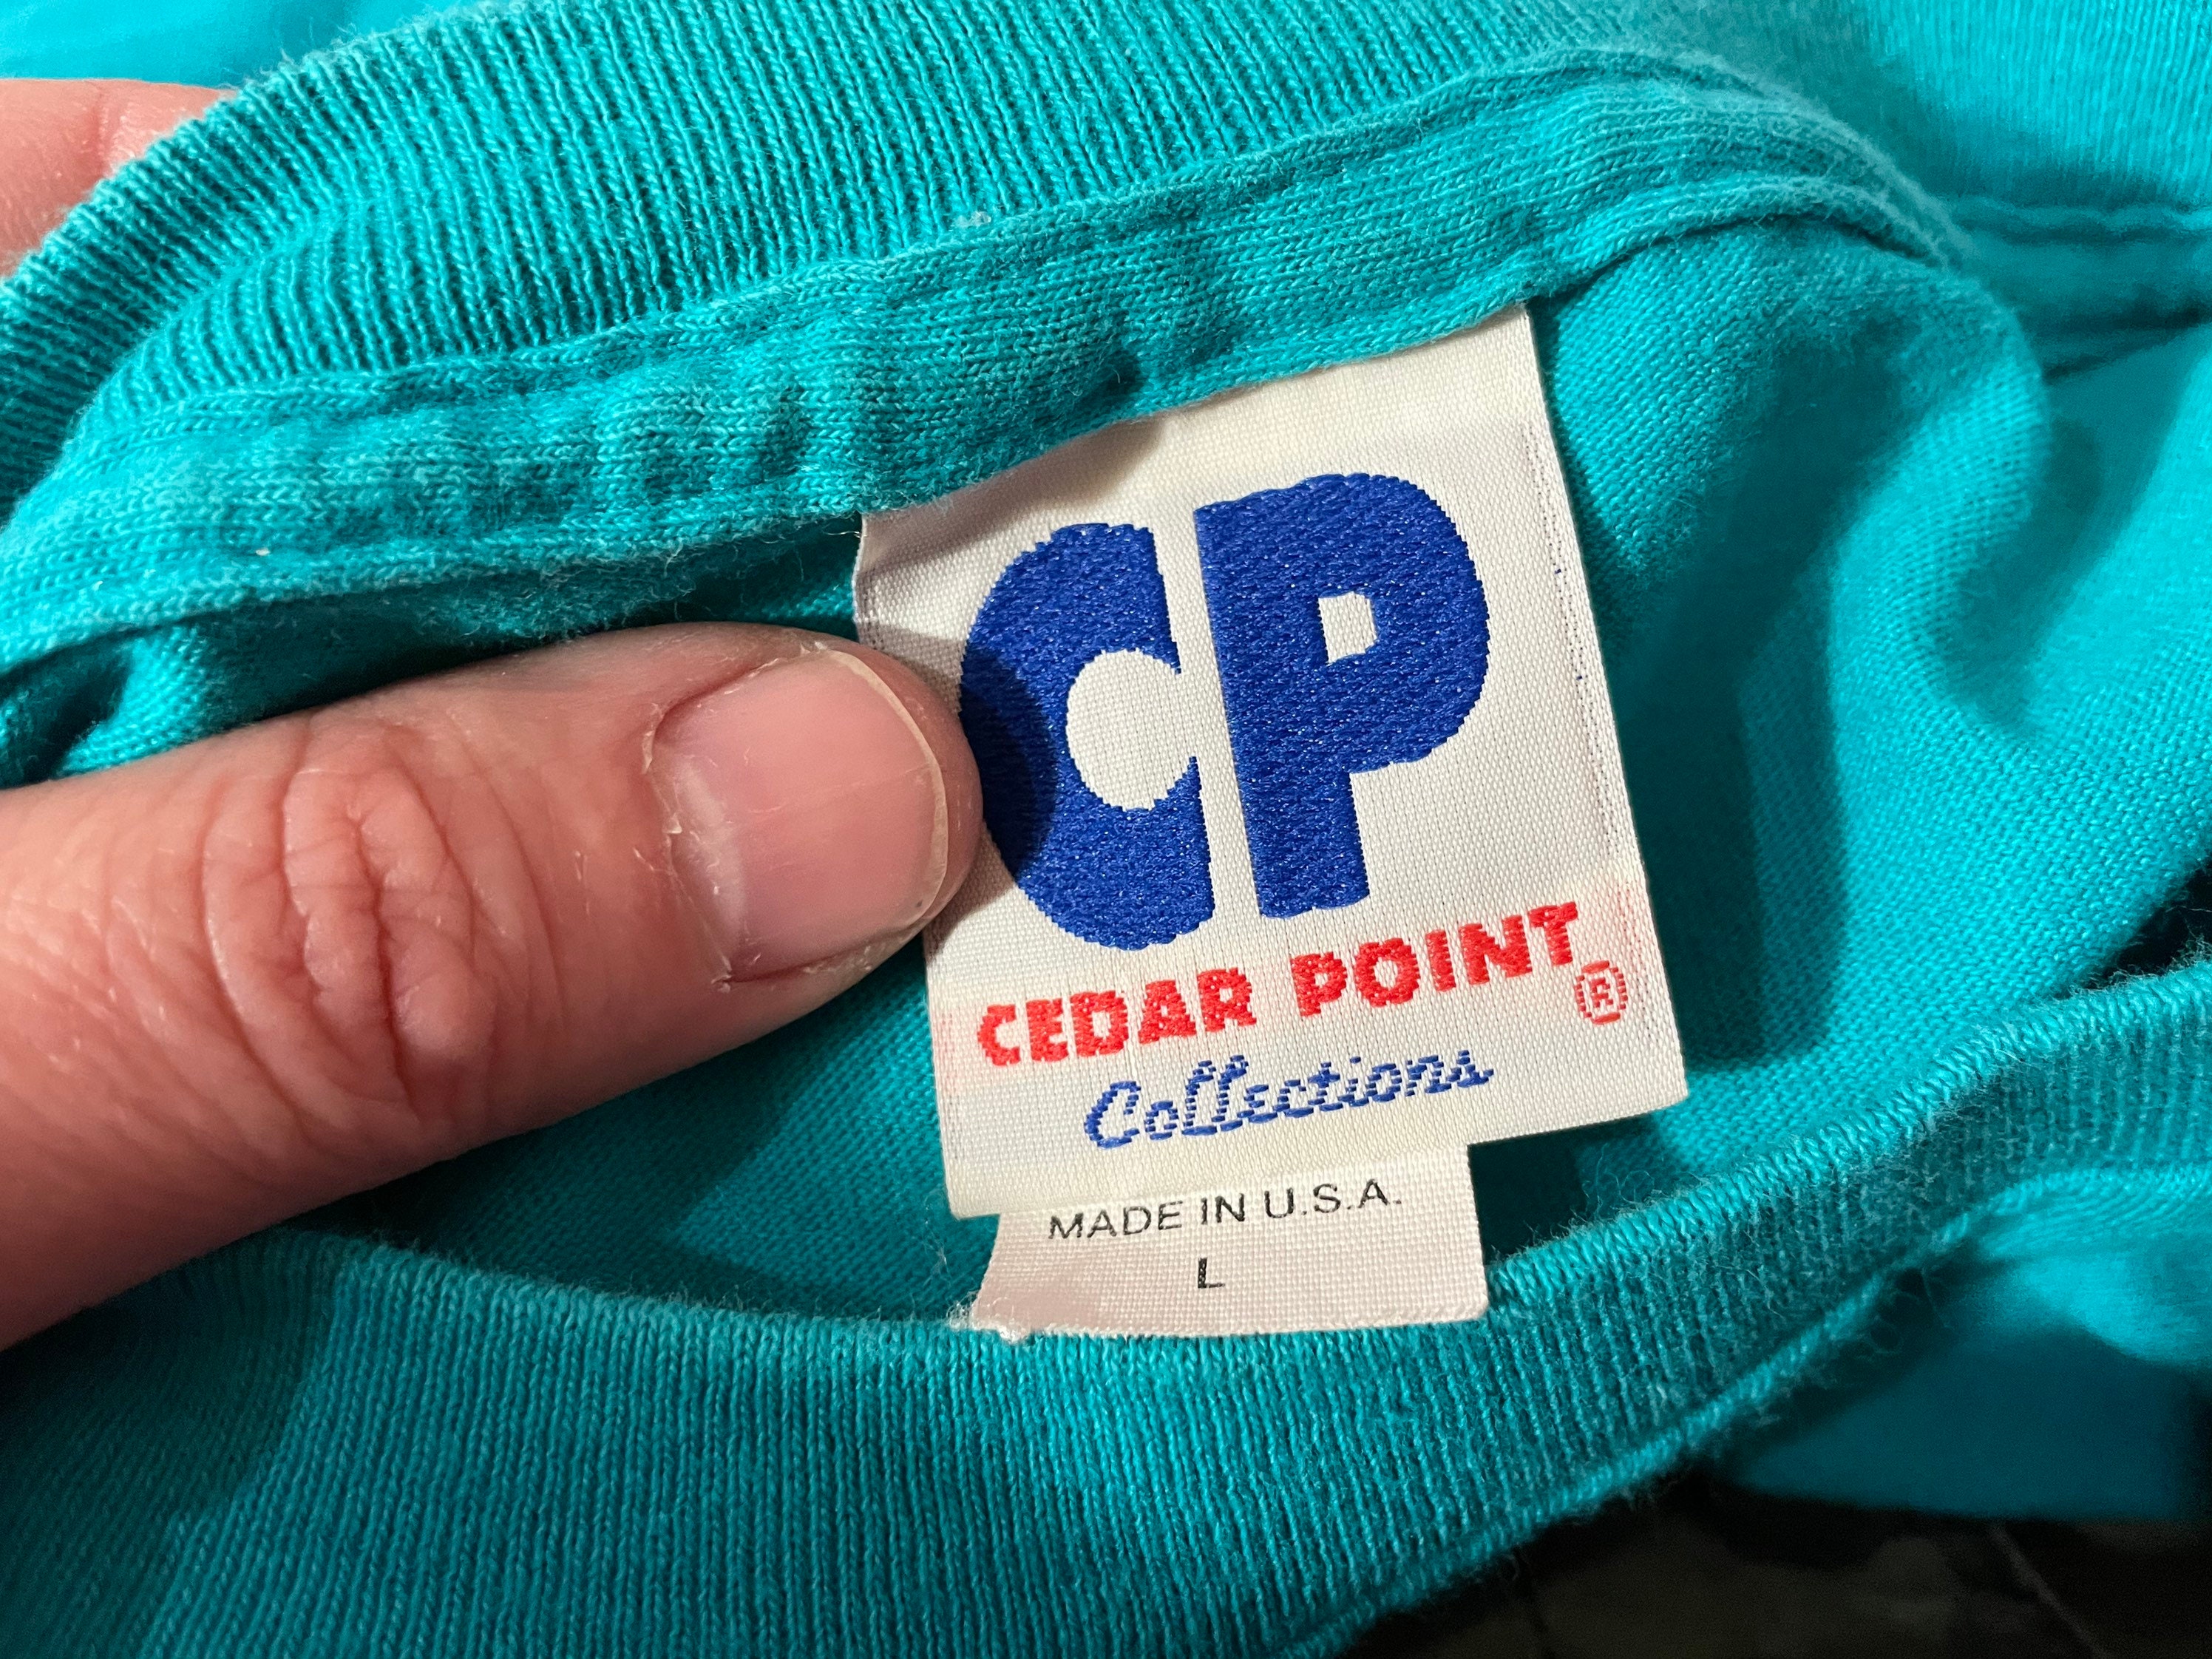 CP
CEDAR POINT ®
Collections
MADE IN U.S.A.
L